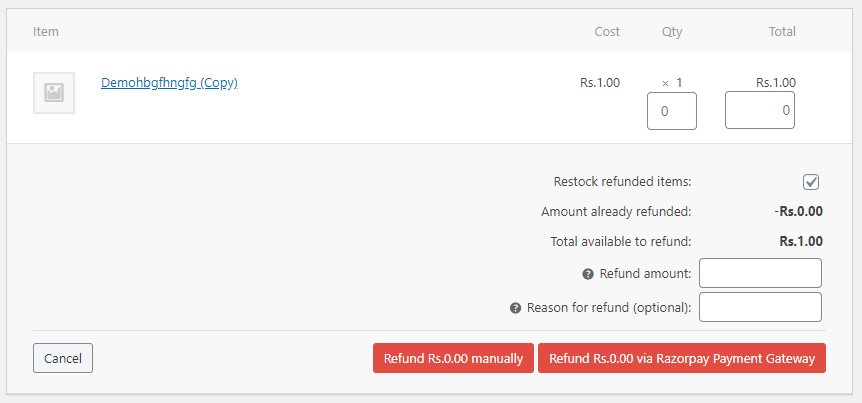 Item Cost Qty Total
Demohbgfhngfg (Copy) Rs.1.00 × 1 Rs.1.00
0 0
Restock refunded items:
Amount already refunded: -Rs.0.00
Total available to refund: Rs.1.00
? Refund amount:
? Reason for refund (optional):
Cancel Refund Rs.0.00 manually Refund Rs.0.00 via Razorpay Payment Gateway